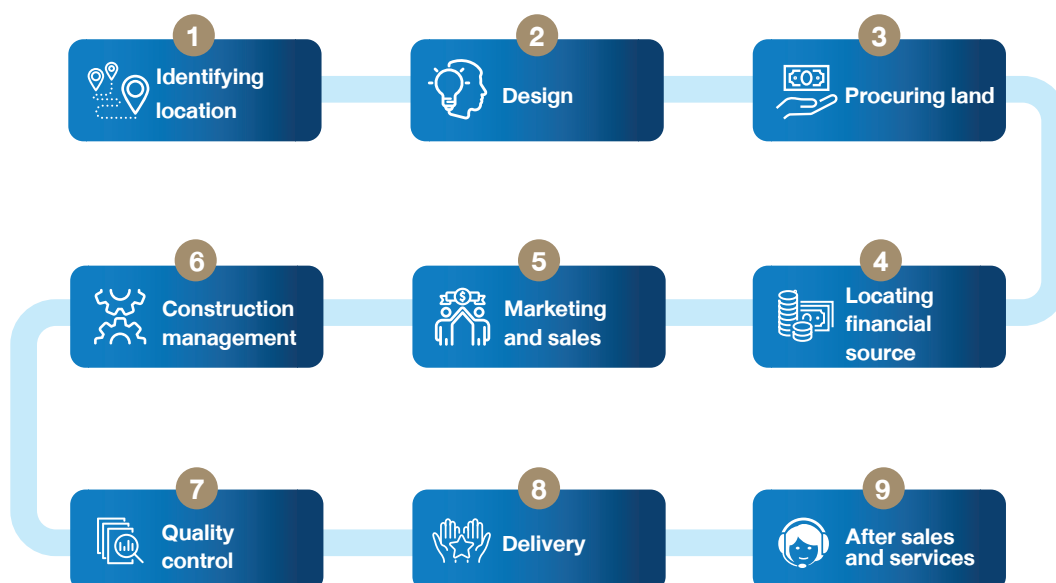 1
Identifying
location
2
Design
3
Procuring land
4
Locating
financial
source
5
Marketing
and sales
6
Construction
management
7
Quality
control
8
Delivery
9
After sales
and services